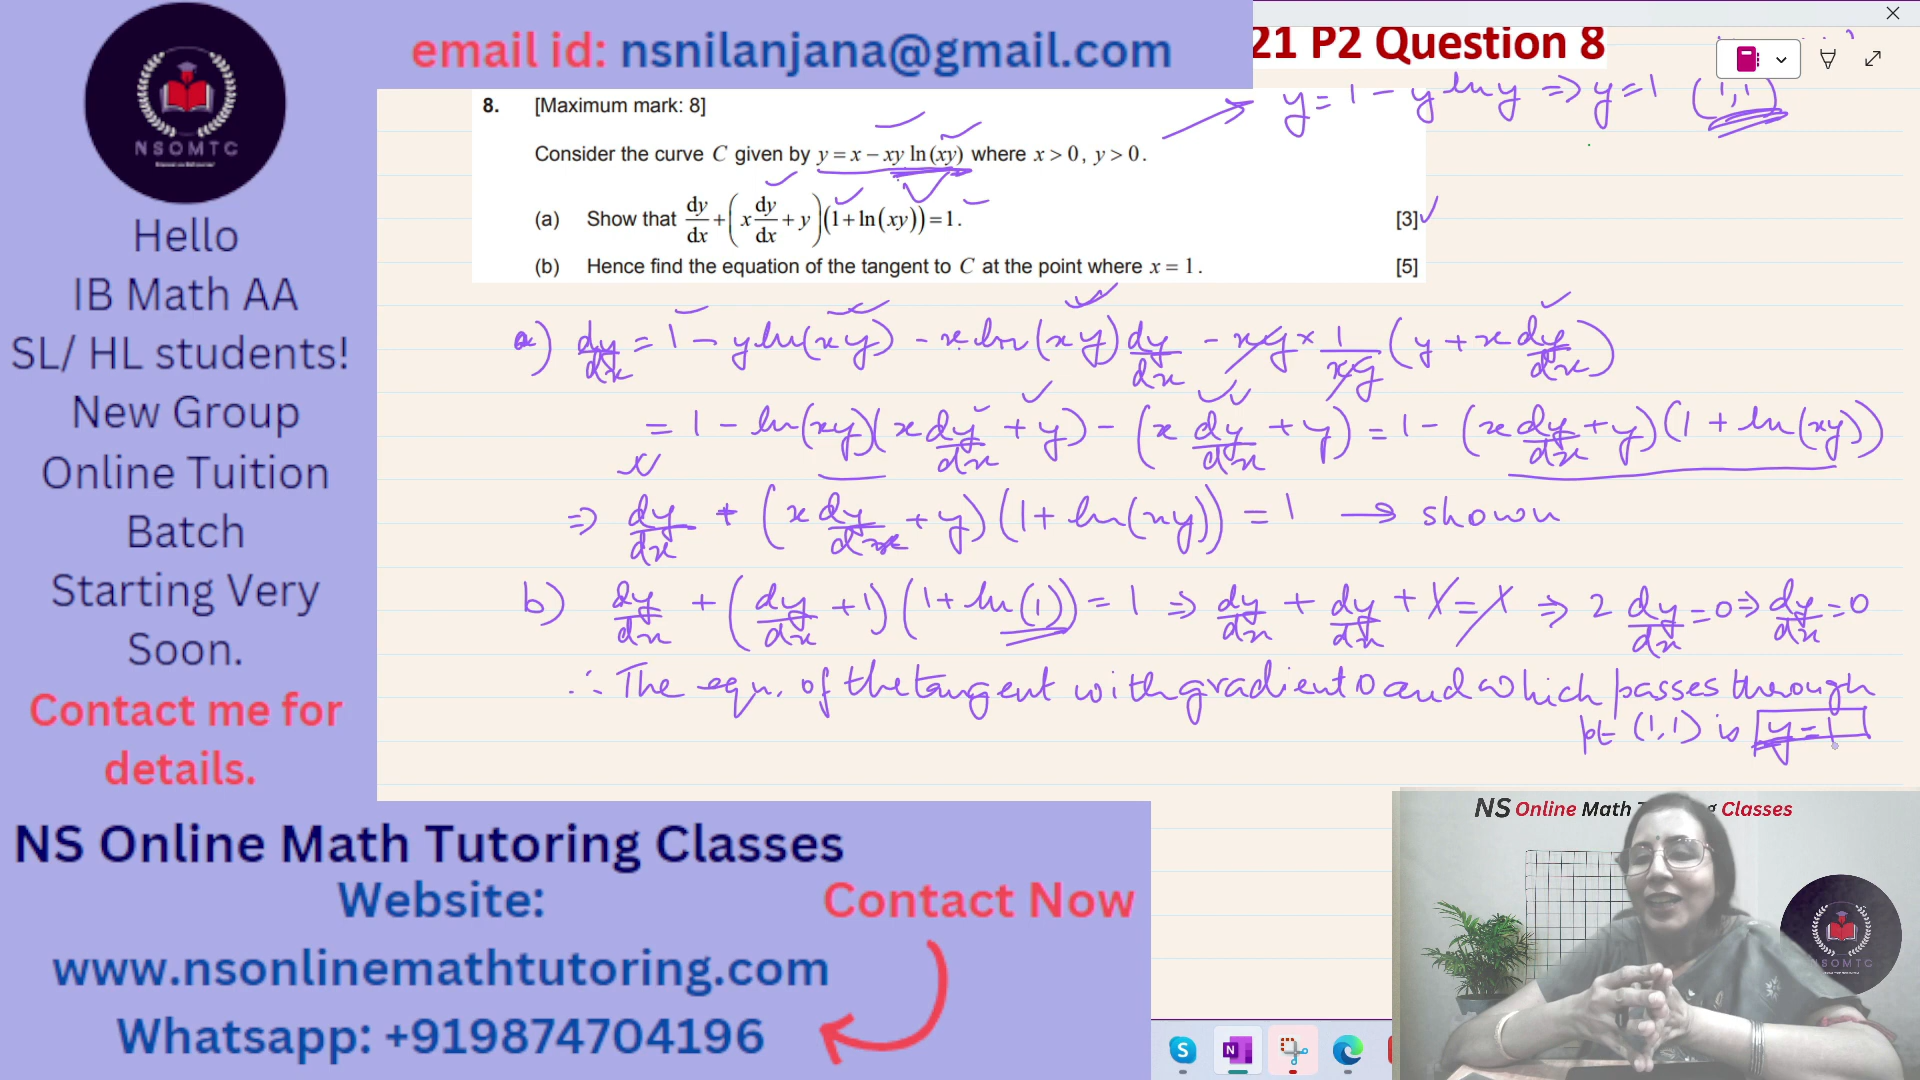 NSOMTC
Hello
IB Math AA
SL/ HL students!
New Group
Online Tuition
Batch
Starting Very
Soon.
Contact me for
details.
email id: nsnilanjana@gmail.com
21 P2 Question 8
y = 1 - y ln y => y = 1 (1,1)
8. [Maximum mark: 8]
Consider the curve C given by y = x − xy ln(xy) where x > 0, y > 0.
(a) Show that dy/dx + (x dy/dx + y)(1 + ln(xy)) = 1. [3]
(b) Hence find the equation of the tangent to C at the point where x = 1. [5]
a) dy/dx = 1 - y ln(xy) - x ln(xy) dy/dx - xy × 1/xy (y + x dy/dx)
= 1 - ln(xy)(x dy/dx + y) - (x dy/dx + y) = 1 - (x dy/dx + y)(1 + ln(xy))
=> dy/dx + (x dy/dx + y)(1 + ln(xy)) = 1 → shown
b) dy/dx + (dy/dx + 1)(1 + ln(1)) = 1 => dy/dx + dy/dx + 1 = 1 => 2 dy/dx = 0 => dy/dx = 0
∴ The eqn. of the tangent with gradient 0 and which passes through
pt (1,1) is y = 1
NS Online Math Tutoring Classes
Website:
www.nsonlinemathtutoring.com
Whatsapp: +919874704196
Contact Now
NS Online Math Classes
NSOMTC